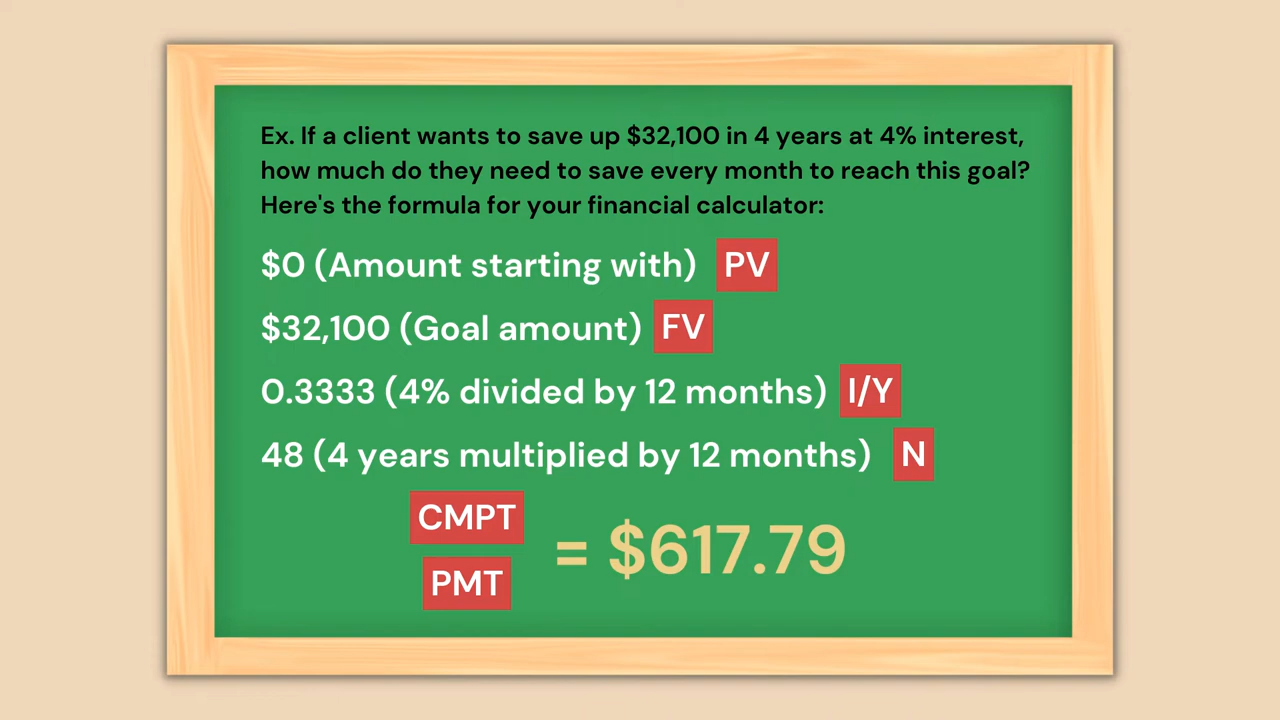 Ex. If a client wants to save up $32,100 in 4 years at 4% interest,
how much do they need to save every month to reach this goal?
Here's the formula for your financial calculator:
$0 (Amount starting with) PV
$32,100 (Goal amount) FV
0.3333 (4% divided by 12 months) I/Y
48 (4 years multiplied by 12 months) N
CMPT
= $617.79
PMT